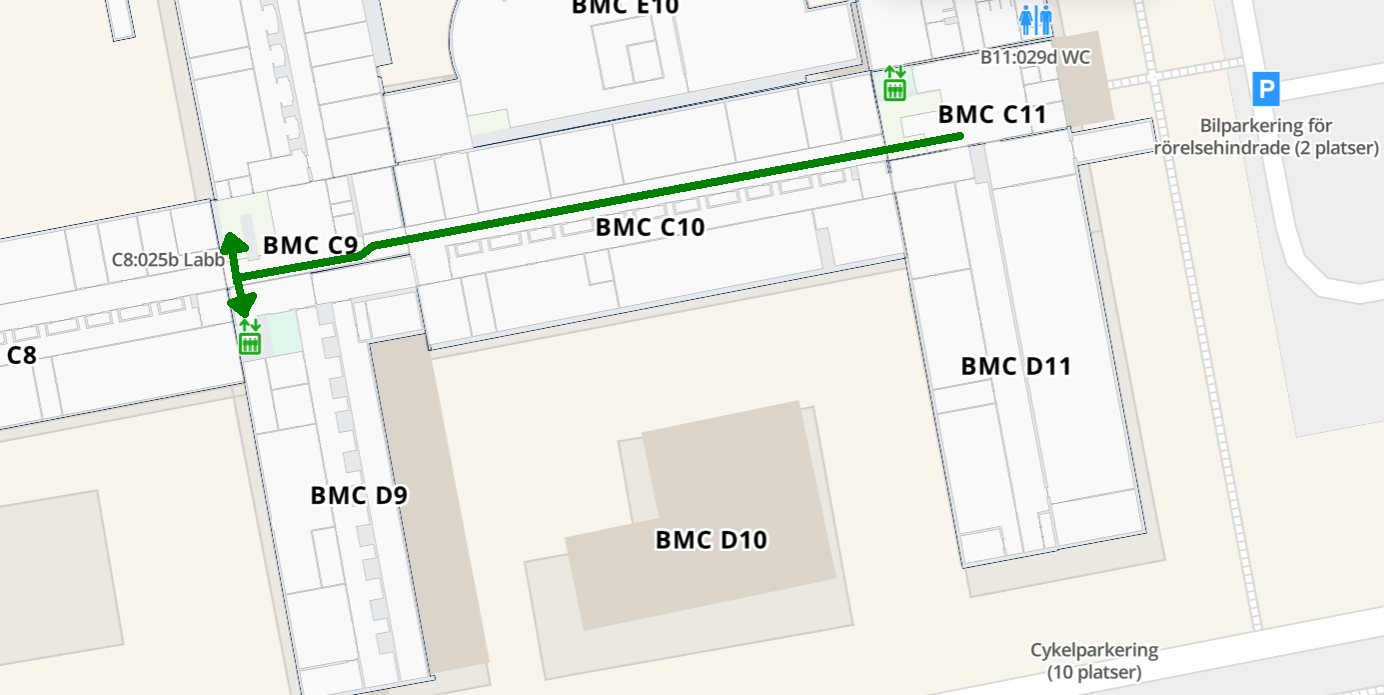 BMC E10
B11:029d WC
P
BMC C11
Bilparkering för
rörelsehindrade (2 platser)
BMC C10
BMC C9
C8:025b Labb
C8
BMC D11
BMC D9
BMC D10
Cykelparkering
(10 platser)